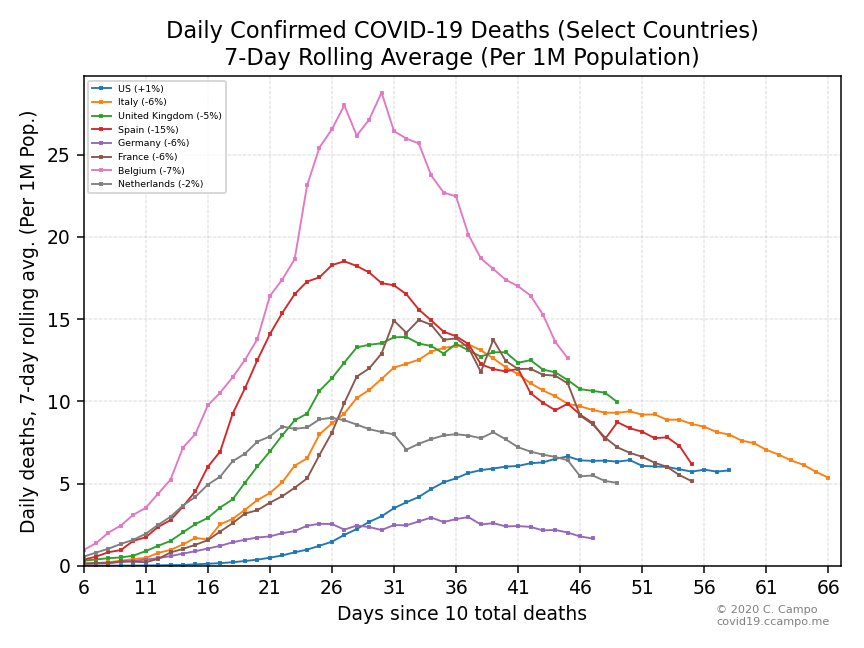 Daily Confirmed COVID-19 Deaths (Select Countries)
7-Day Rolling Average (Per 1M Population)
US (+1%)
Italy (-6%)
United Kingdom (-5%)
Spain (-15%)
Germany (-6%)
France (-6%)
Belgium (-7%)
Netherlands (-2%)
Daily deaths, 7-day rolling avg. (Per 1M Pop.)
25
20
15
10
5
0
6 11 16 21 26 31 36 41 46 51 56 61 66
Days since 10 total deaths
© 2020 C. Campo
covid19.ccampo.me